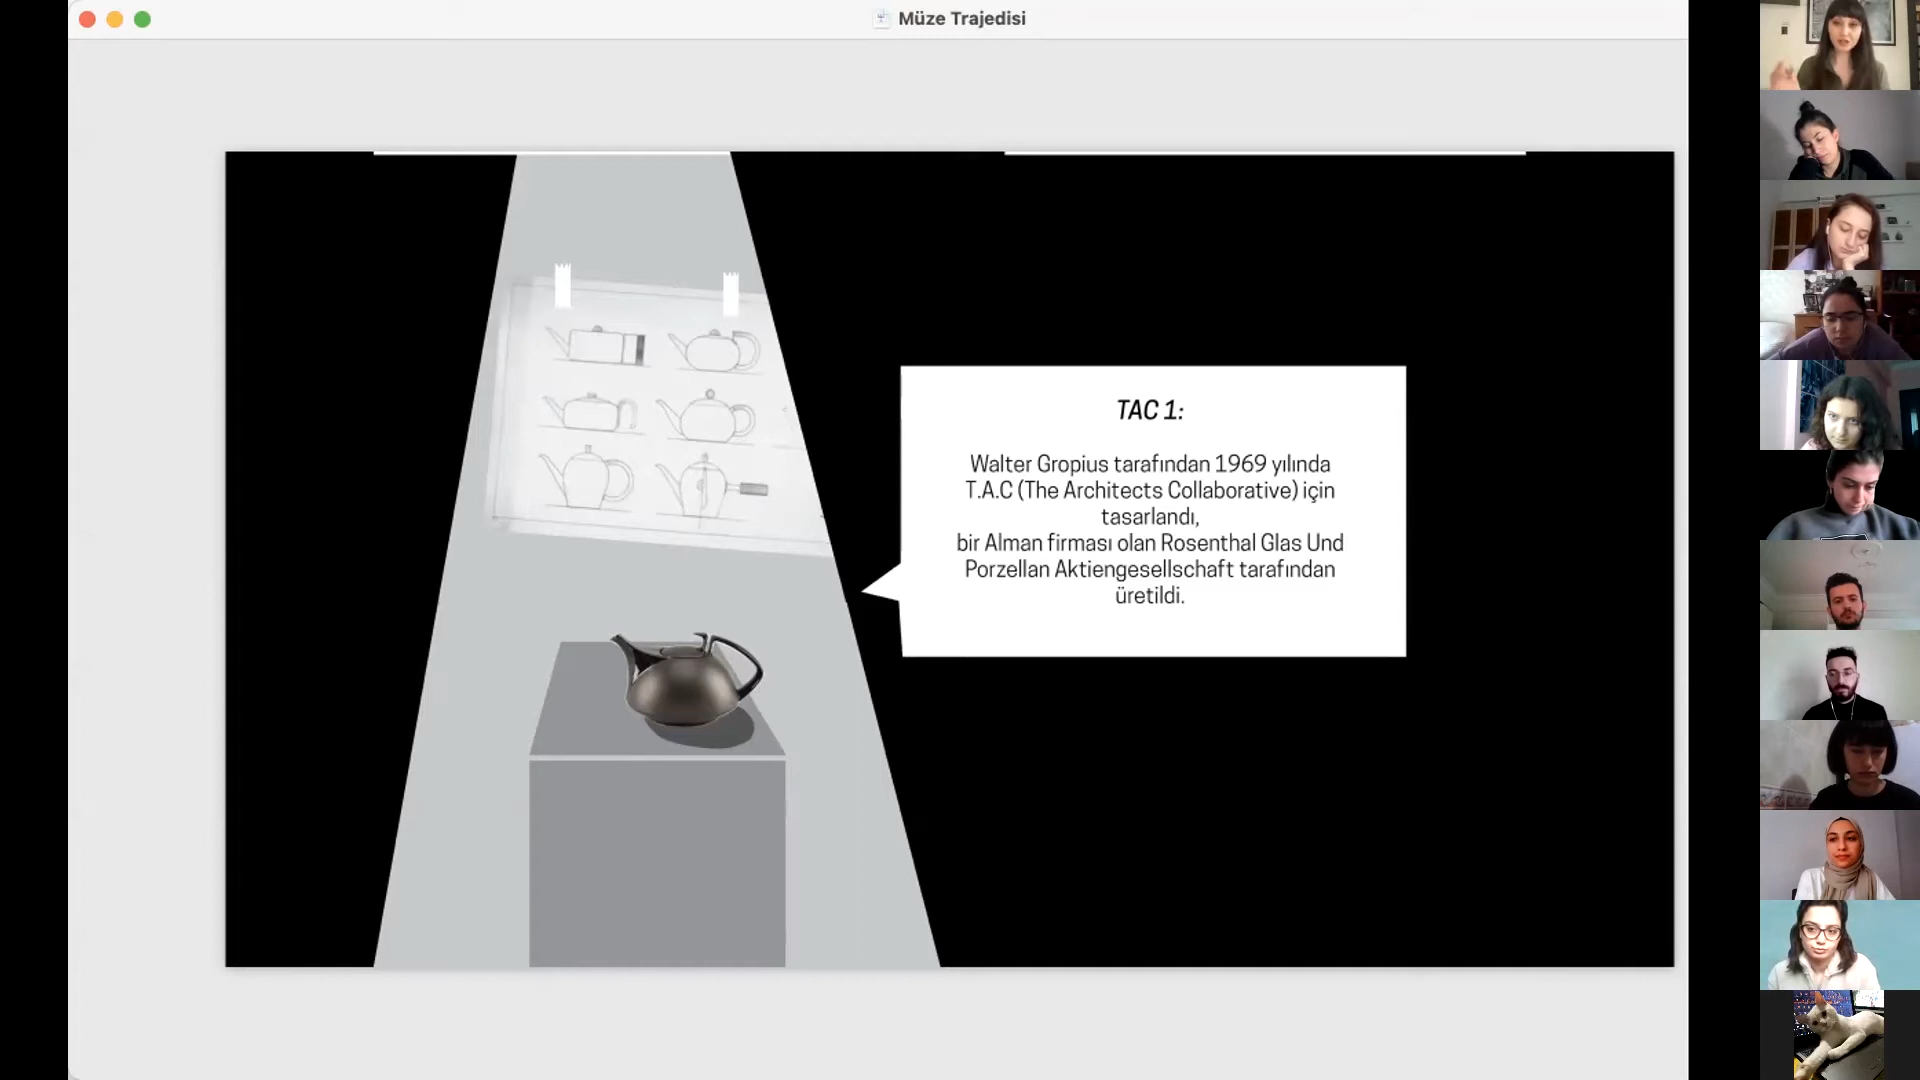 Müze Trajedisi
TAC 1:
Walter Gropius tarafından 1969 yılında
T.A.C (The Architects Collaborative) için
tasarlandı,
bir Alman firması olan Rosenthal Glas Und
Porzellan Aktiengesellschaft tarafından
üretildi.